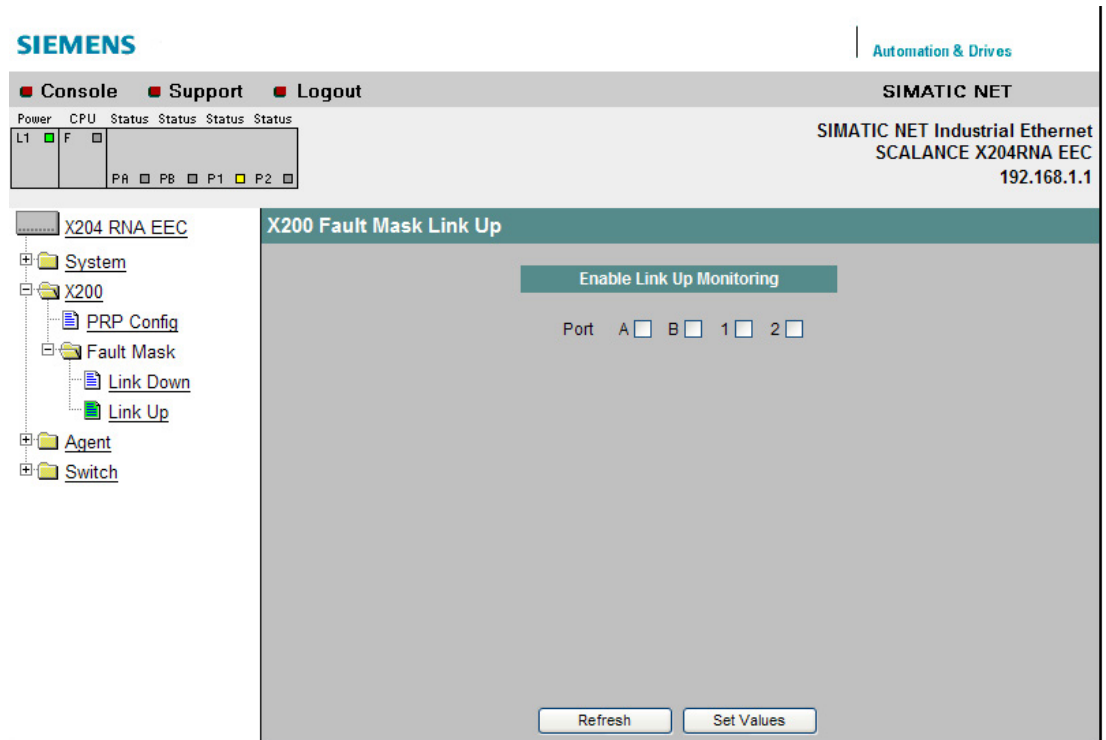 SIEMENS
Automation & Drives
Console Support Logout
SIMATIC NET
Power CPU Status Status Status Status
L1 F
PA PB P1 P2
SIMATIC NET Industrial Ethernet
SCALANCE X204RNA EEC
192.168.1.1
X204 RNA EEC
System
X200
PRP Config
Fault Mask
Link Down
Link Up
Agent
Switch
X200 Fault Mask Link Up
Enable Link Up Monitoring
Port A B 1 2
Refresh Set Values